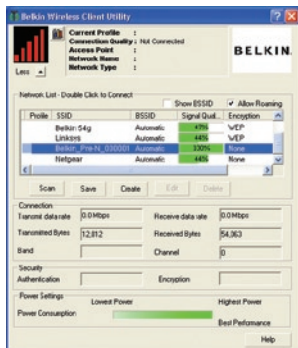 Belkin Wireless Client Utility
Current Profile :
Connection Quality : Not Connected
Access Point :
Network Name :
Network Type :
BELKIN.
Less
Network List - Double Click to Connect
Show ESSID Allow Roaming
Profile SSID BSSID Signal Qual... Encryption
Belkin 54g Automatic 47% WEP
Linksys Automatic 44% WEP
Belkin_Pre-N_030001 Automatic 100% None
Netgear Automatic 44% None
Scan Save Create Edit Delete
Connection
Transmit data rate 0.0 Mbps Receive data rate 0.0 Mbps
Transmitted Bytes 12,012 Received Bytes 54,063
Band Channel 0
Security
Authentication Encryption
Power Settings
Lowest Power Highest Power
Power Consumption
Best Performance
Help